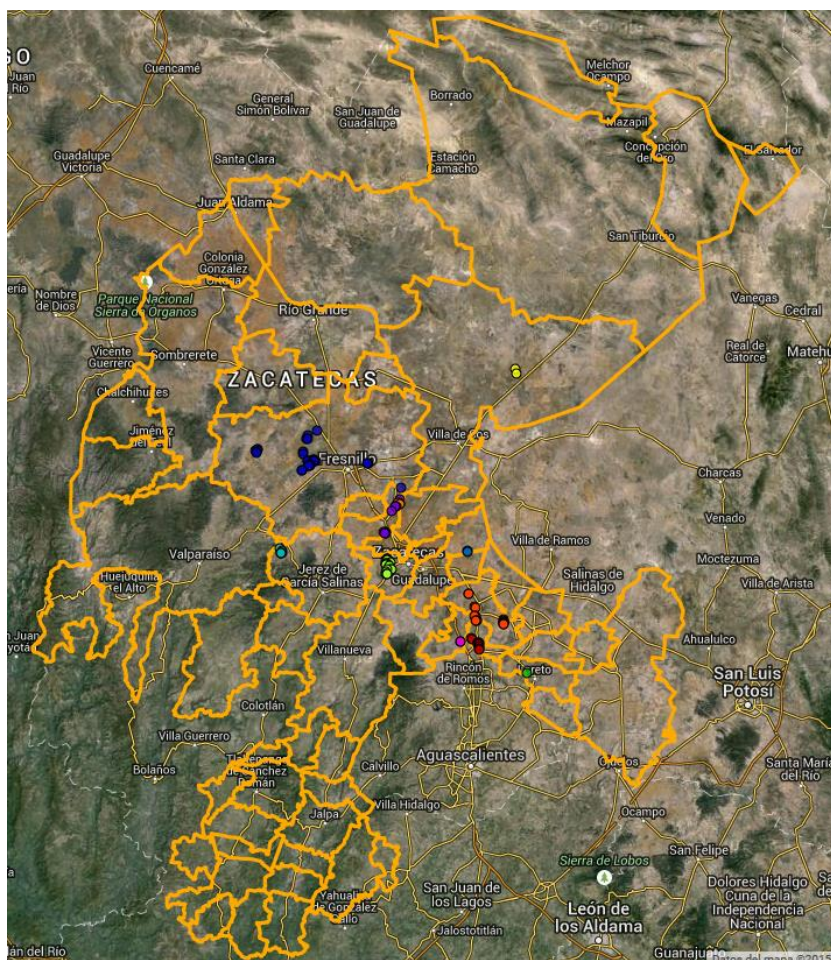 GO
Juan
Río
Cuencamé
General
Simón Bolívar
San Juan de
Guadalupe
Borrado
Melchor
Ocampo
Mazapil
Concepción
del Oro
El Salvador
Guadalupe
Victoria
Santa Clara
Estación
Camacho
Juan Aldama
San Tiburcio
Colonia
González
Ortega
Parque Nacional
Sierra de Órganos
Nombre
de Dios
Río Grande
Vanegas
Cedral
Vicente
Guerrero
Sombrerete
Real de
Catorce
Matehu
ZACATECAS
Chalchihuites
Jiménez
del
Villa de Cos
Fresnillo
Charcas
Venado
Valparaíso
Zacatecas
Guadalupe
Villa de Ramos
Moctezuma
Jerez de
García Salinas
Huejuquilla
el Alto
Salinas de
Hidalgo
Villa de Arista
San Juan
Villanueva
Rincón
de Romos
Loreto
Ahualulco
San Luis
Potosí
Colotlán
Villa Guerrero
Bolaños
Tlaltenango
de Sánchez
Román
Calvillo
Aguascalientes
Ojuelos
Santa María
del Río
Jalpa
Villa Hidalgo
Ocampo
San Felipe
Sierra de Lobos
Yahualica
de González
Gallo
San Juan de
los Lagos
León de
los Aldama
Dolores Hidalgo
Cuna de la
Independencia
Nacional
Jalostotitlán
lán del Río
Guanajuato
Datos del mapa ©201